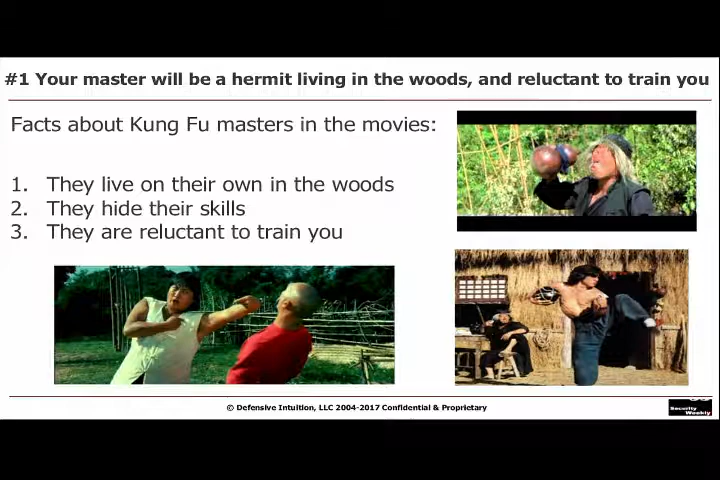 #1 Your master will be a hermit living in the woods, and reluctant to train you
Facts about Kung Fu masters in the movies:
1. They live on their own in the woods
2. They hide their skills
3. They are reluctant to train you
© Defensive Intuition, LLC 2004-2017 Confidential & Proprietary
Security
Weekly